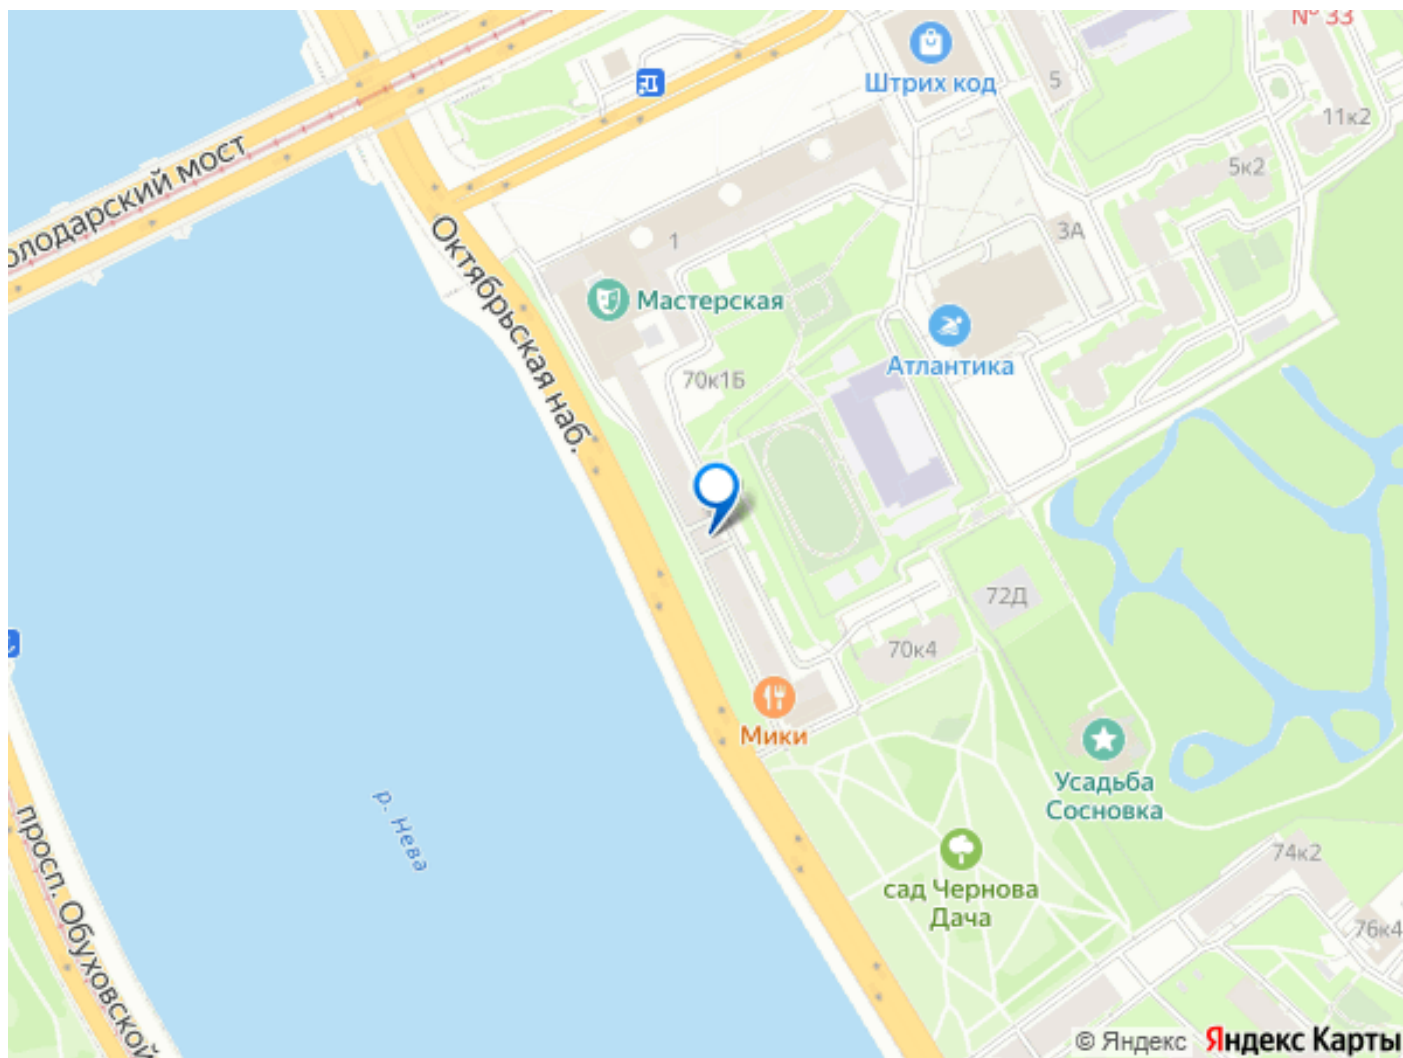 № 33
Штрих код
5
11к2
олодарский мост
5к2
Октябрьская наб.
3А
1
Мастерская
Атлантика
70к1Б
72Д
70к4
Мики
Усадьба
Сосновка
р. Нева
просп. Обуховской
74к2
сад Чернова
Дача
76к4
© Яндекс Яндекс Карты